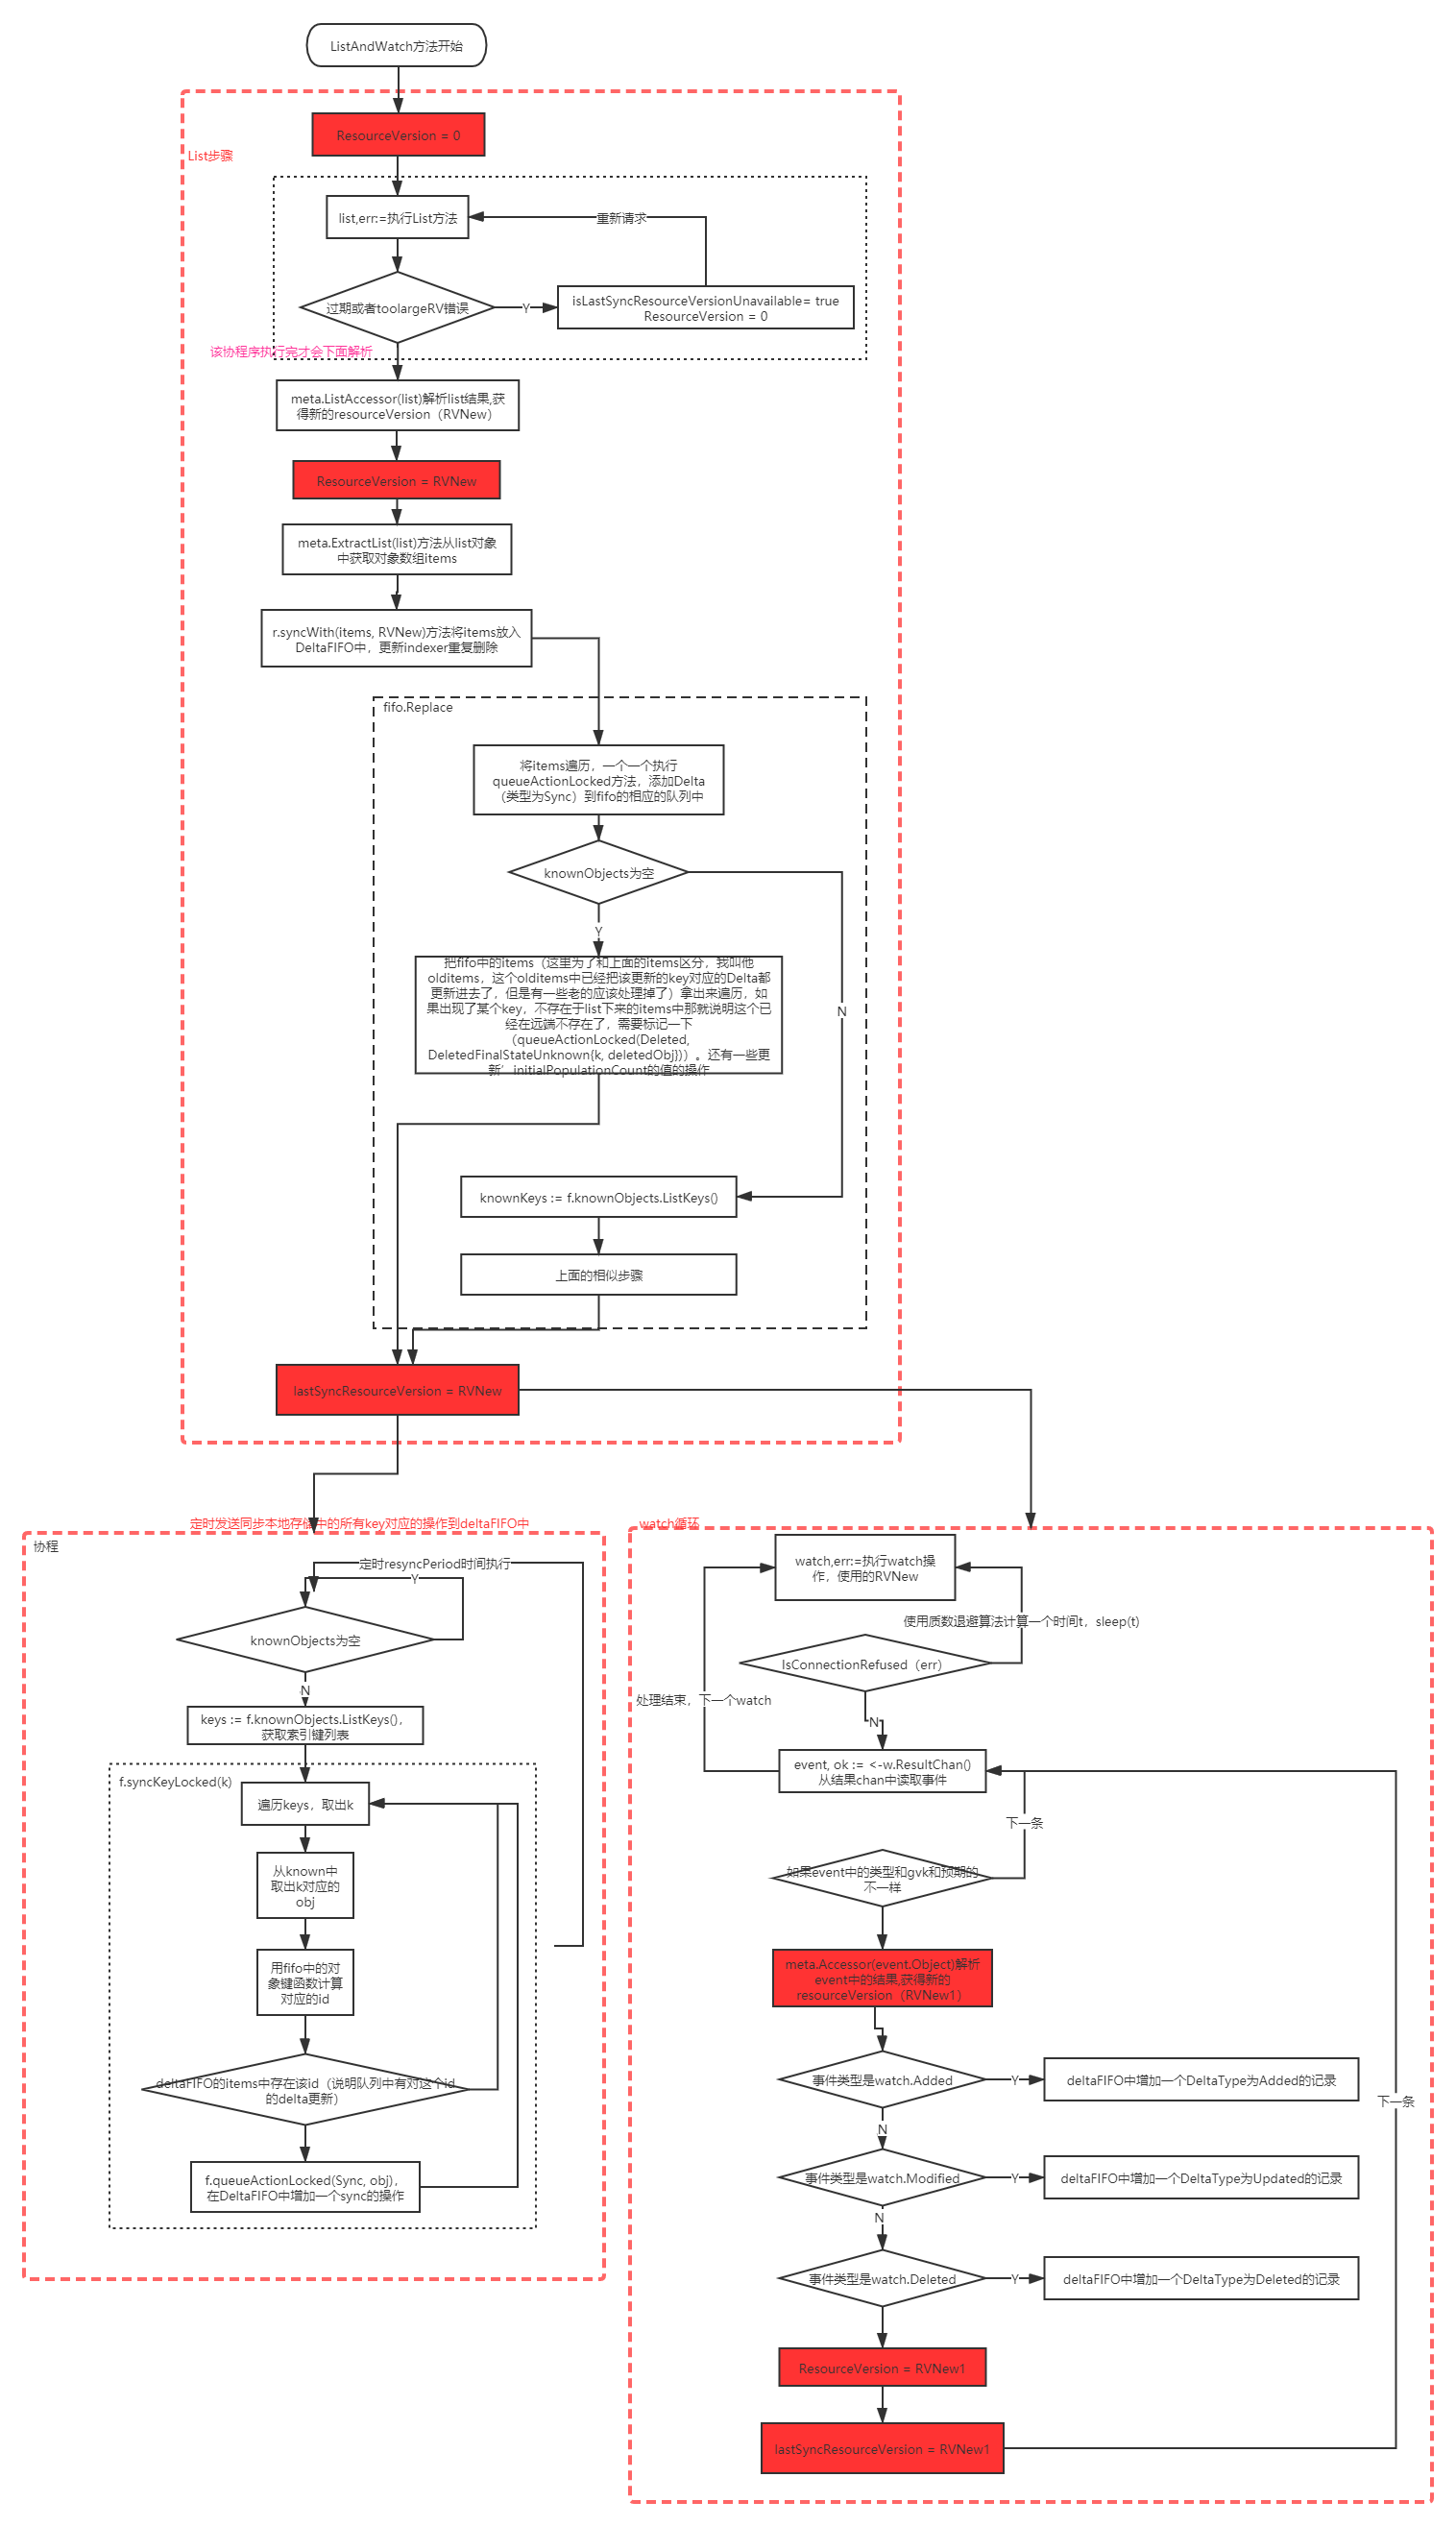 ListAndWatch方法开始
ResourceVersion = 0
List步骤
list,err:=执行List方法
重新请求
过期或者toolargeRV错误
Y
isLastSyncResourceVersionUnavailable= true
ResourceVersion = 0
该协程序执行完才会下面解析
meta.ListAccessor(list)解析list结果,获
得新的resourceVersion（RVNew）
ResourceVersion = RVNew
meta.ExtractList(list)方法从list对象
中获取对象数组items
r.syncWith(items, RVNew)方法将items放入
DeltaFIFO中，更新indexer重复删除
fifo.Replace
将items遍历，一个一个执行
queueActionLocked方法，添加Delta
（类型为Sync）到fifo的相应的队列中
knownObjects为空
Y
把fifo中的items（这里为了和上面的items区分，我叫他
olditems，这个olditems中已经把该更新的key对应的Delta都
更新进去了，但是有一些老的应该处理掉了）拿出来遍历，如
果出现了某个key，不存在于list下来的items中那就说明这个已
经在远端不存在了，需要标记一下
（queueActionLocked(Deleted,
DeletedFinalStateUnknown{k, deletedObj})）。还有一些更
新’initialPopulationCount的值的操作
N
knownKeys := f.knownObjects.ListKeys()
上面的相似步骤
lastSyncResourceVersion = RVNew
定时发送同步本地存储中的所有key对应的操作到deltaFIFO中
协程
定时resyncPeriod时间执行
Y
knownObjects为空
N
keys := f.knownObjects.ListKeys()，
获取索引键列表
f.syncKeyLocked(k)
遍历keys，取出k
从known中
取出k对应的
obj
用fifo中的对
象键函数计算
对应的id
deltaFIFO的items中存在该id（说明队列中有对这个id
的delta更新）
f.queueActionLocked(Sync, obj)，
在DeltaFIFO中增加一个sync的操作
watch循环
watch,err:=执行watch操
作，使用的RVNew
使用质数退避算法计算一个时间t，sleep(t)
IsConnectionRefused（err）
处理结束，下一个watch
N
event, ok := <-w.ResultChan()
从结果chan中读取事件
下一条
如果event中的类型和gvk和预期的
不一样
meta.Accessor(event.Object)解析
event中的结果,获得新的
resourceVersion（RVNew1）
事件类型是watch.Added
Y
deltaFIFO中增加一个DeltaType为Added的记录
下一条
N
事件类型是watch.Modified
Y
deltaFIFO中增加一个DeltaType为Updated的记录
N
事件类型是watch.Deleted
Y
deltaFIFO中增加一个DeltaType为Deleted的记录
ResourceVersion = RVNew1
lastSyncResourceVersion = RVNew1